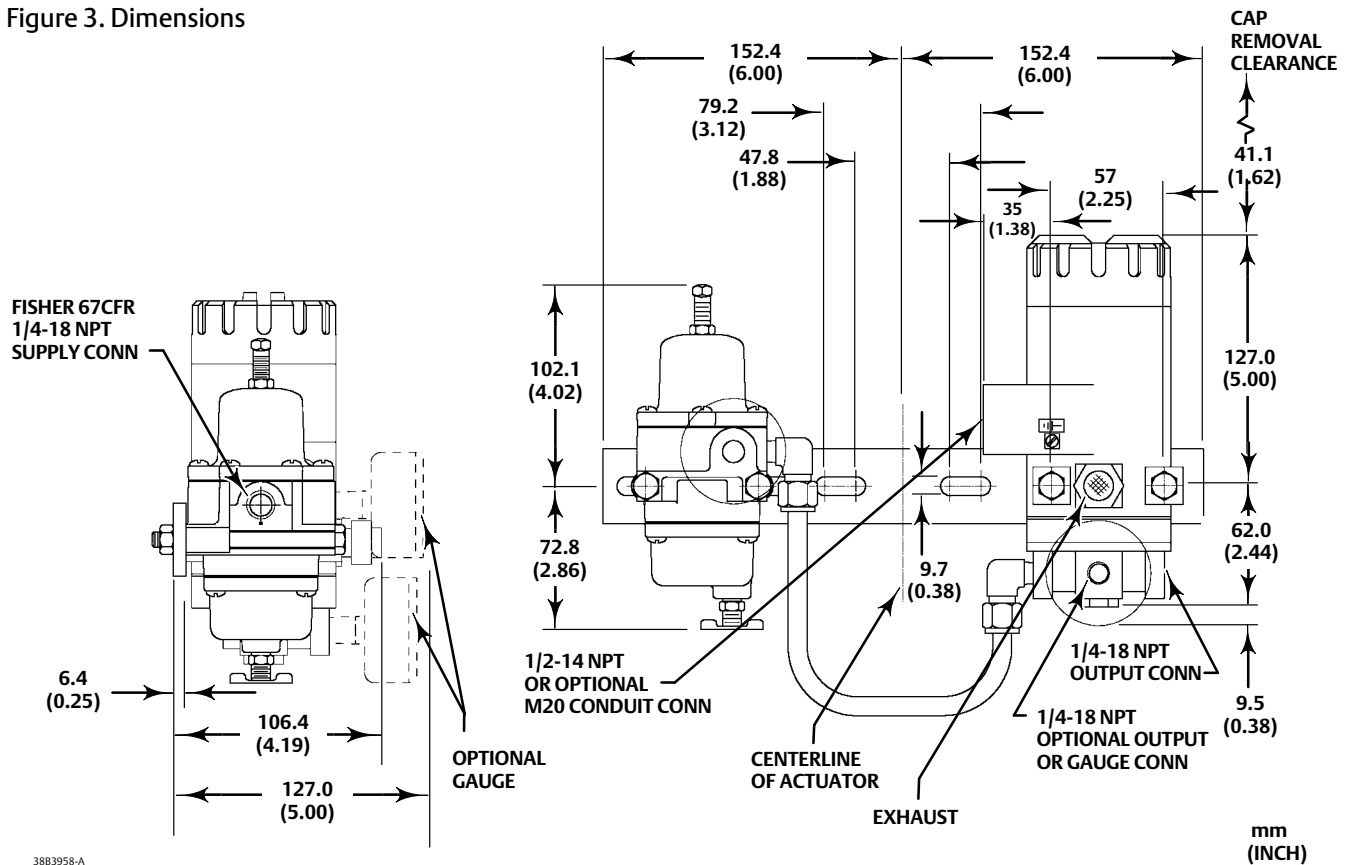 Figure 3. Dimensions
CAP
REMOVAL
CLEARANCE
152.4
(6.00)
152.4
(6.00)
79.2
(3.12)
47.8
(1.88)
41.1
(1.62)
57
(2.25)
35
(1.38)
FISHER 67CFR
1/4-18 NPT
SUPPLY CONN
102.1
(4.02)
127.0
(5.00)
72.8
(2.86)
9.7
(0.38)
62.0
(2.44)
6.4
(0.25)
106.4
(4.19)
127.0
(5.00)
OPTIONAL
GAUGE
1/2-14 NPT
OR OPTIONAL
M20 CONDUIT CONN
CENTERLINE
OF ACTUATOR
EXHAUST
1/4-18 NPT
OUTPUT CONN
1/4-18 NPT
OPTIONAL OUTPUT
OR GAUGE CONN
9.5
(0.38)
mm
(INCH)
38B3958-A